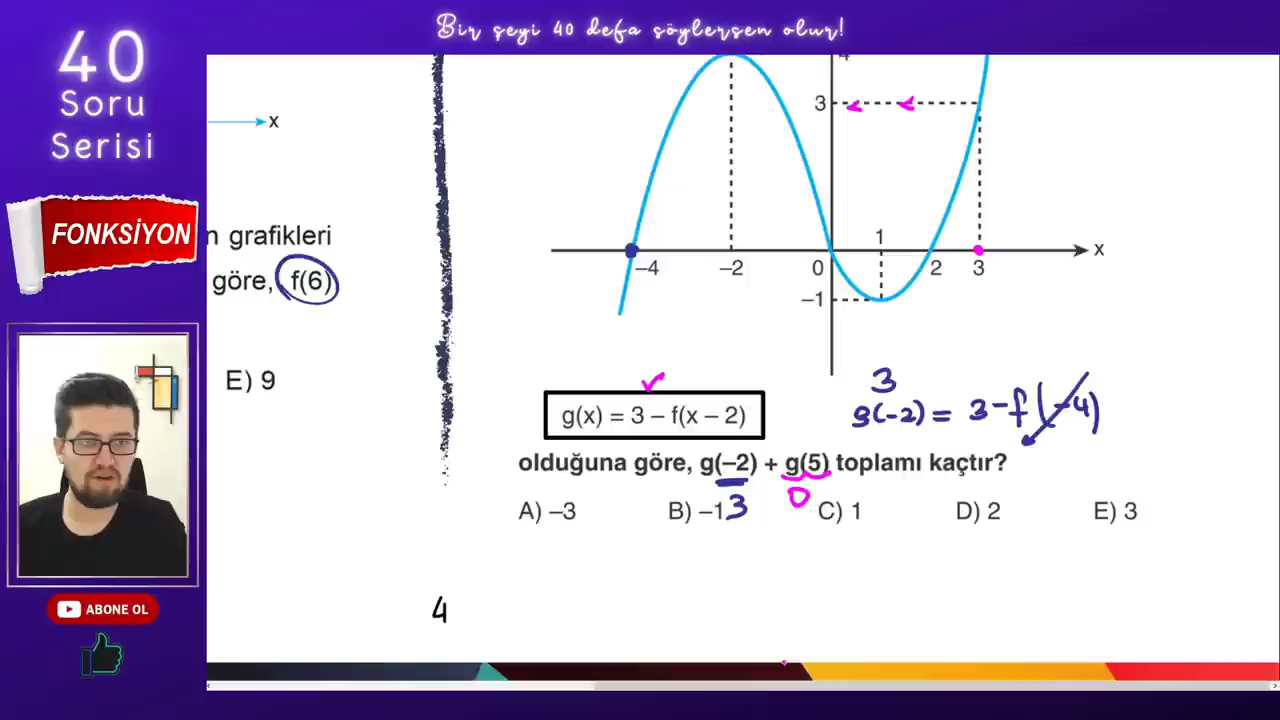 Bir şeyi 40 defa söylersen olur!
40
Soru
Serisi
FONKSİYON
ABONE OL
x
n grafikleri
göre, f(6)
E) 9
4
3
1
x
–4
–2
0
2
3
–1
g(x) = 3 – f(x – 2)
3
g(-2) = 3-f(-4)
olduğuna göre, g(–2) + g(5) toplamı kaçtır?
3
0
A) –3
B) –1
C) 1
D) 2
E) 3
4